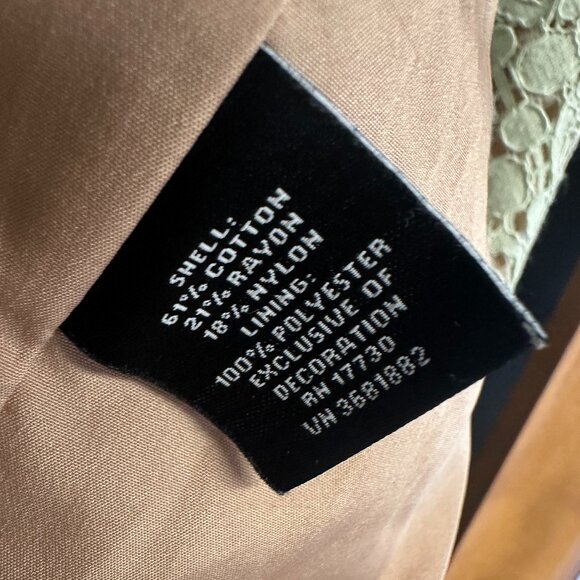 SHELL:
61% COTTON
21% RAYON
18% NYLON
LINING:
100% POLYESTER
EXCLUSIVE OF
DECORATION
RN 17730
VN 3681882